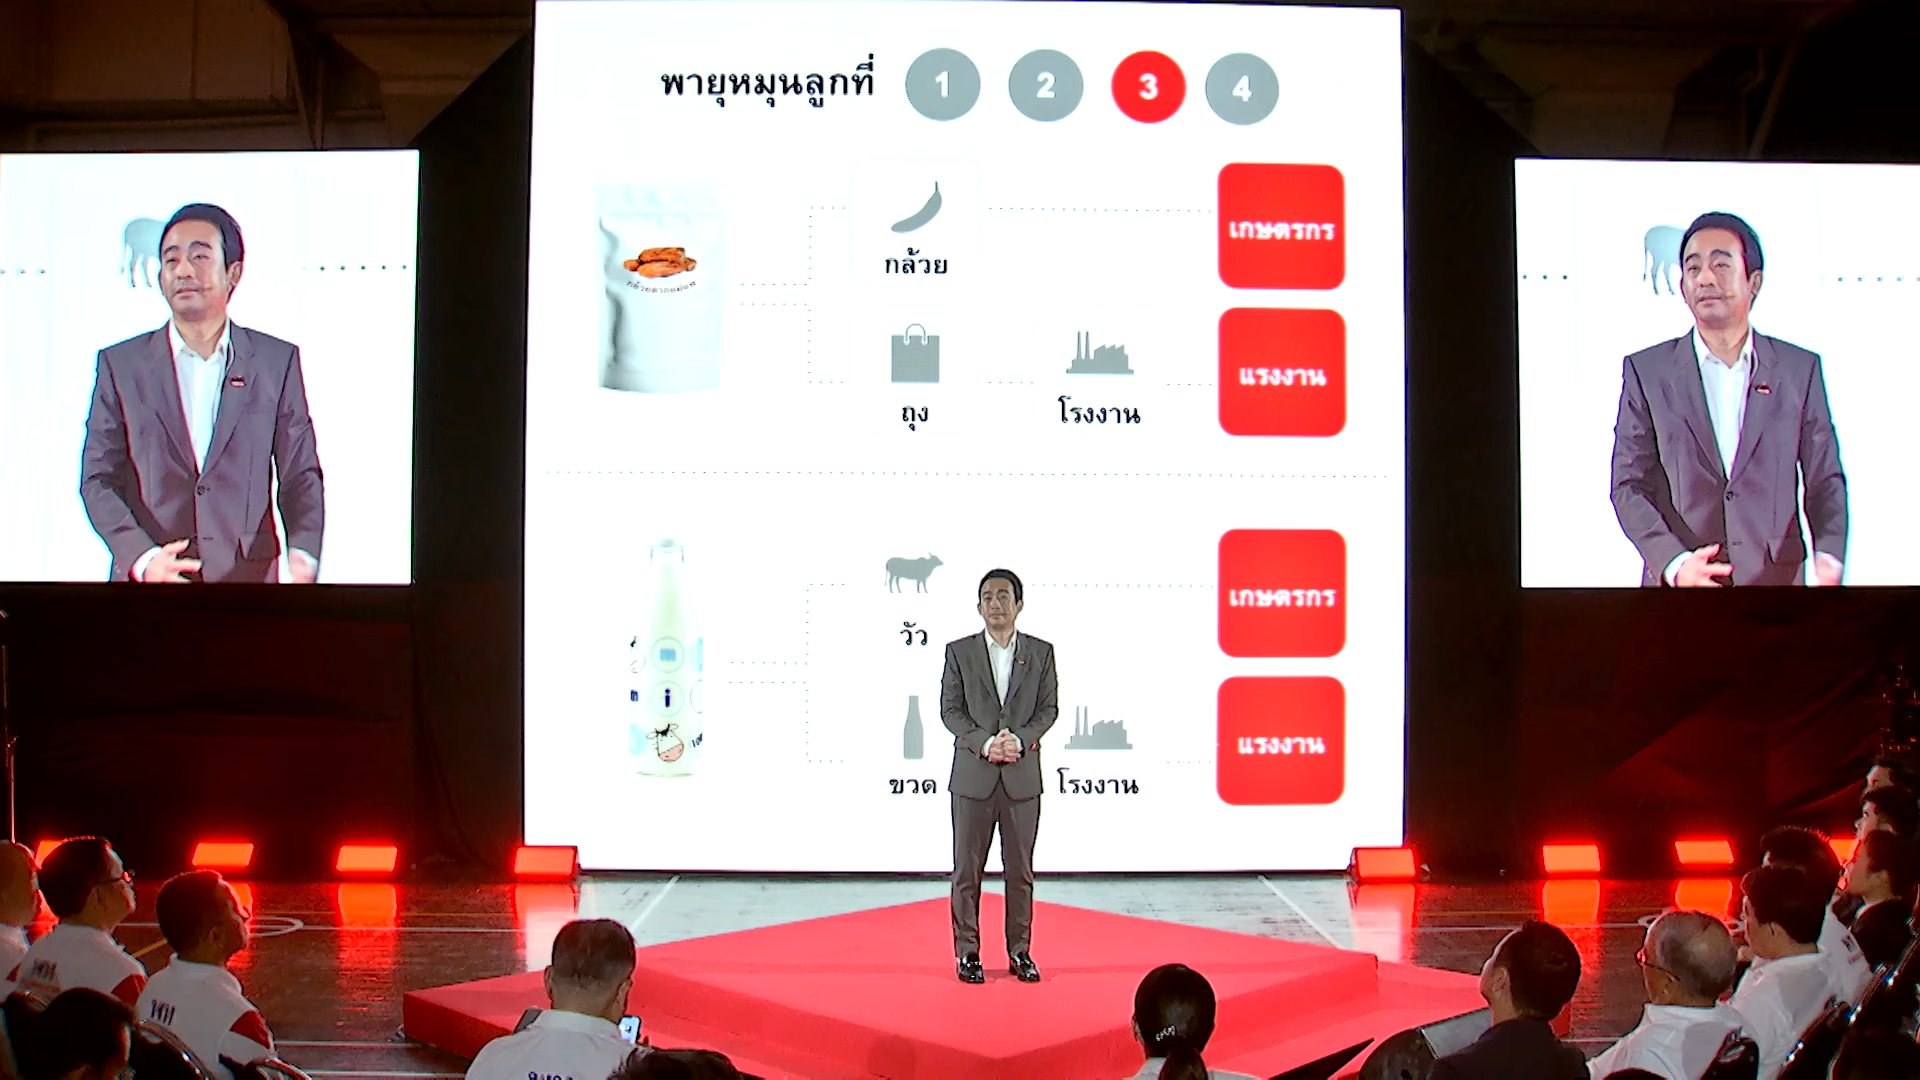 พายุหมุนลูกที่ 1 2 3 4
กล้วย
เกษตรกร
ถุง
โรงงาน
แรงงาน
วัว
เกษตรกร
m
i
ขวด
โรงงาน
แรงงาน